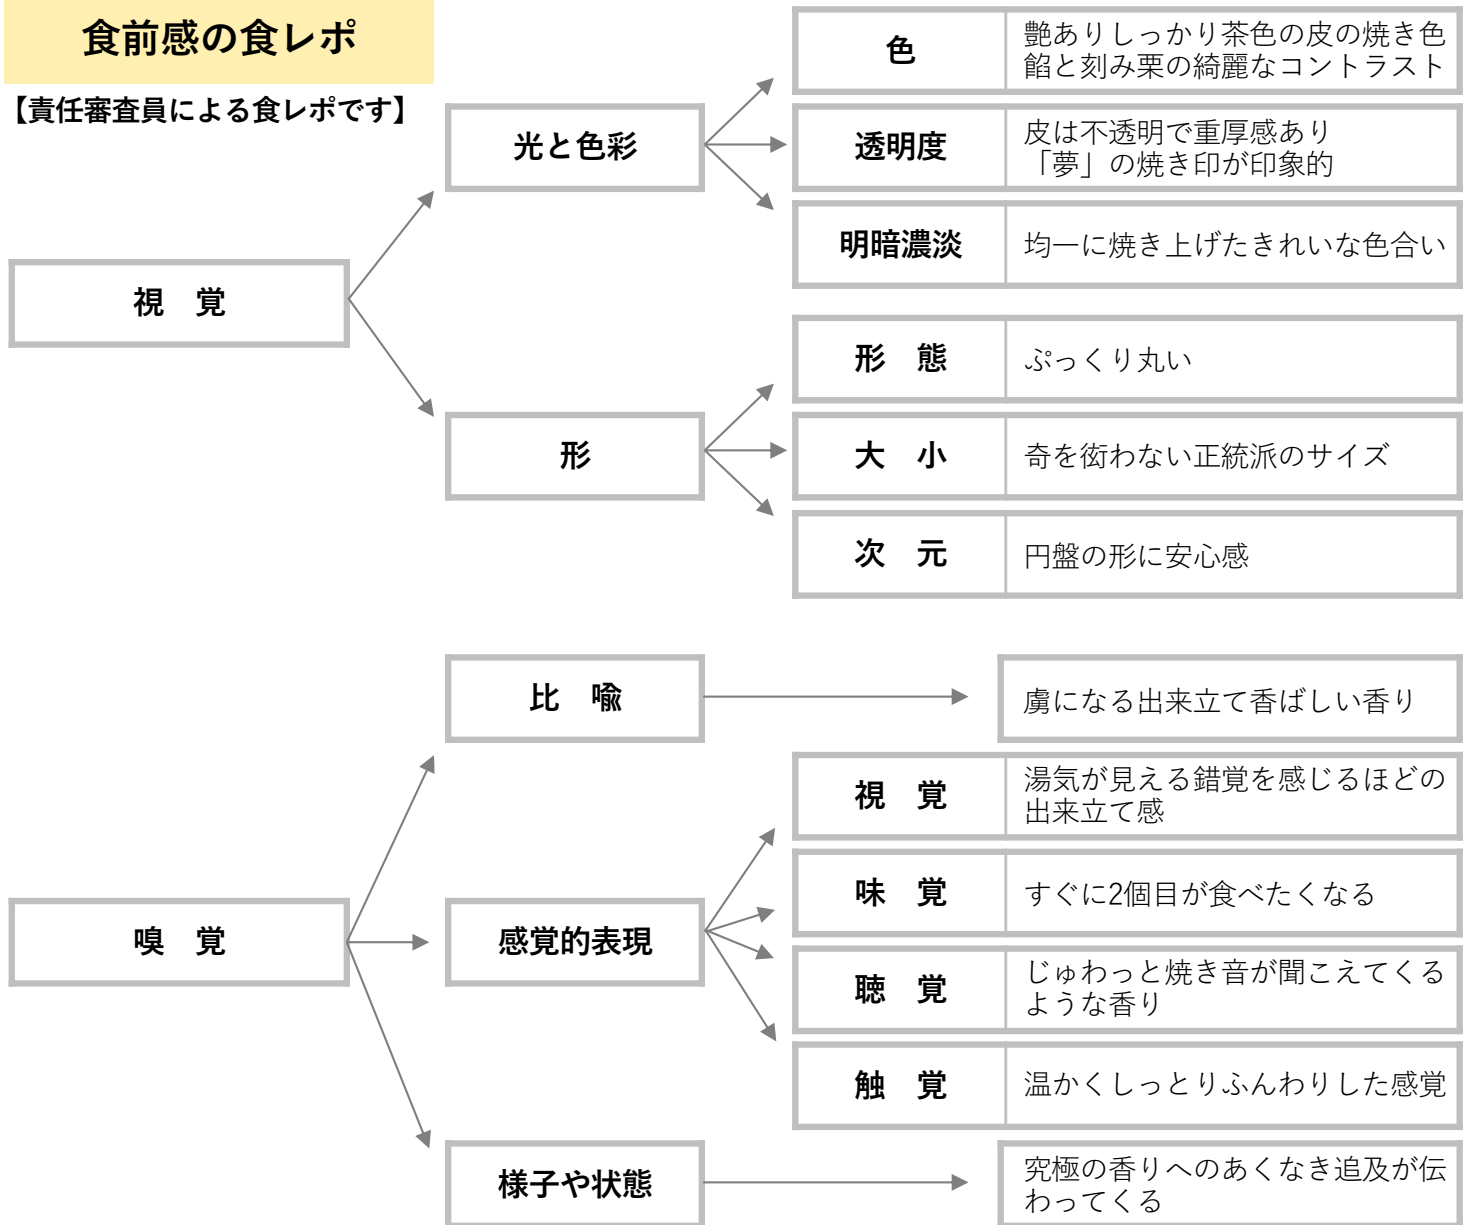 食前感の食レポ
【責任審査員による食レポです】
視　覚
光と色彩
色
艶ありしっかり茶色の皮の焼き色
餡と刻み栗の綺麗なコントラスト
透明度
皮は不透明で重厚感あり
「夢」の焼き印が印象的
明暗濃淡
均一に焼き上げたきれいな色合い
形
形　態
ぷっくり丸い
大　小
奇を衒わない正統派のサイズ
次　元
円盤の形に安心感
嗅　覚
比　喩
虜になる出来立て香ばしい香り
感覚的表現
視　覚
湯気が見える錯覚を感じるほどの
出来立て感
味　覚
すぐに2個目が食べたくなる
聴　覚
じゅわっと焼き音が聞こえてくる
ような香り
触　覚
温かくしっとりふんわりした感覚
様子や状態
究極の香りへのあくなき追及が伝
わってくる